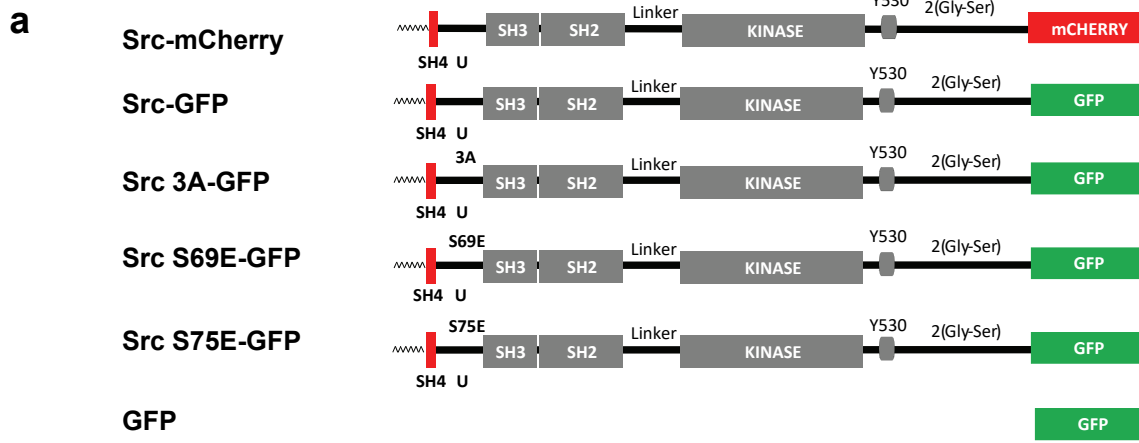 a
Linker Y530 2(Gly-Ser)
Src-mCherry SH3 SH2 KINASE mCHERRY
SH4 U
Linker Y530 2(Gly-Ser)
Src-GFP SH3 SH2 KINASE GFP
SH4 U
3A Linker Y530 2(Gly-Ser)
Src 3A-GFP SH3 SH2 KINASE GFP
SH4 U
S69E Linker Y530 2(Gly-Ser)
Src S69E-GFP SH3 SH2 KINASE GFP
SH4 U
S75E Linker Y530 2(Gly-Ser)
Src S75E-GFP SH3 SH2 KINASE GFP
SH4 U
GFP GFP